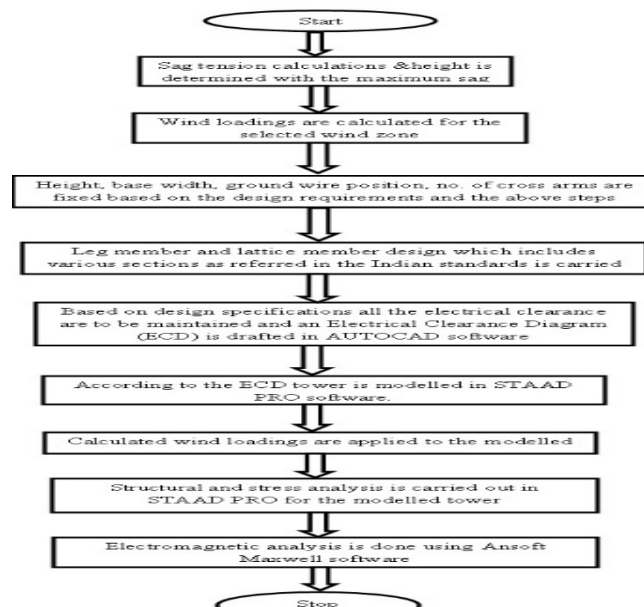 Start
Sag tension calculations &height is
determined with the maximum sag
Wind loadings are calculated for the
selected wind zone
Height, base width, ground wire position, no. of cross arms are
fixed based on the design requirements and the above steps
Leg member and lattice member design which includes
various sections as referred in the Indian standards is carried
Based on design specifications all the electrical clearance
are to be maintained and an Electrical Clearance Diagram
(ECD) is drafted in AUTOCAD software
According to the ECD tower is modelled in STAAD
PRO software.
Calculated wind loadings are applied to the modelled
Structural and stress analysis is carried out in
STAAD PRO for the modelled tower
Electromagnetic analysis is done using Ansoft
Maxwell software
Stop